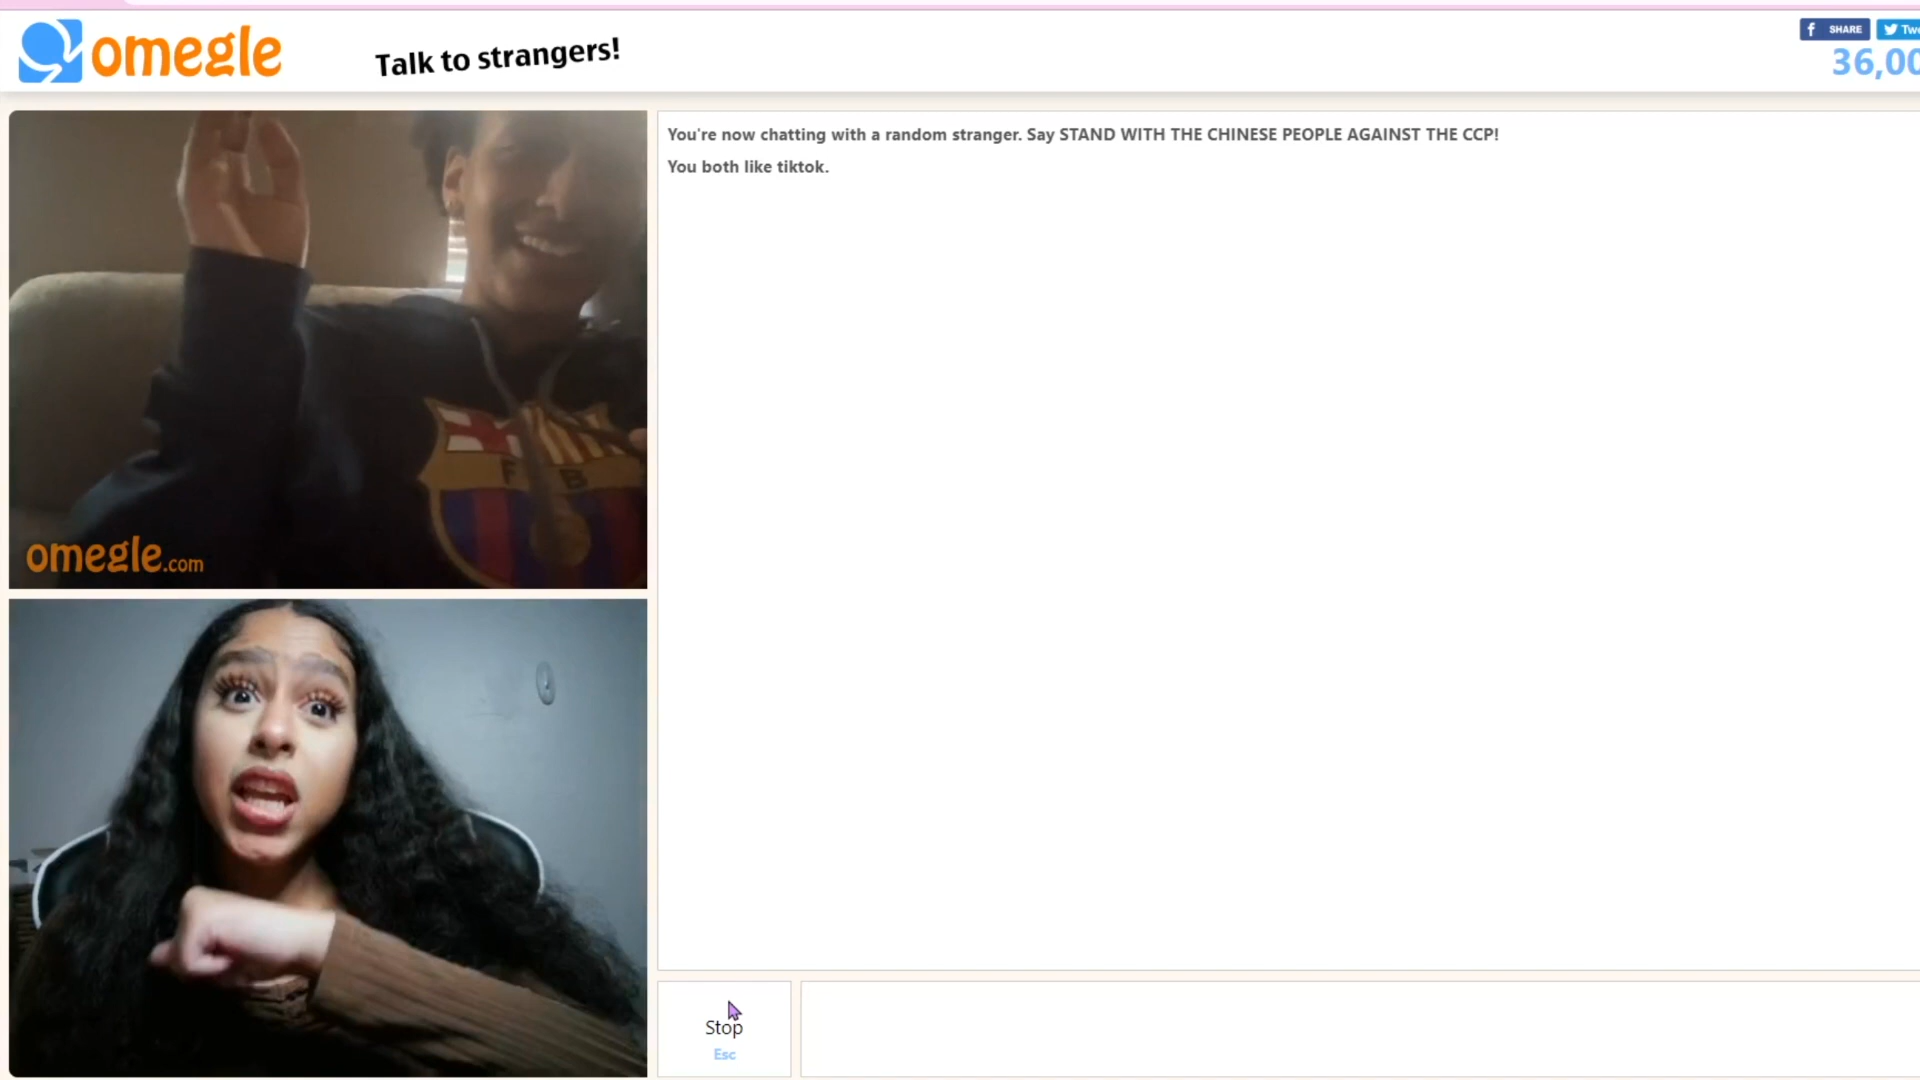 omegle
Talk to strangers!
f SHARE
Twe
36,00
You're now chatting with a random stranger. Say STAND WITH THE CHINESE PEOPLE AGAINST THE CCP!
You both like tiktok.
F B
omegle.com
Stop
Esc